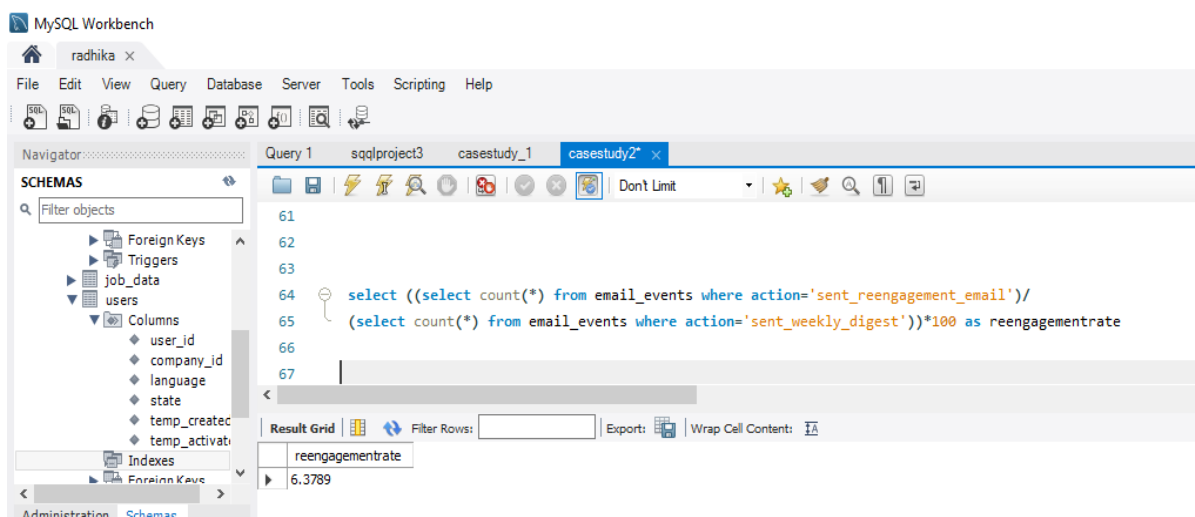 MySQL Workbench
radhika
File Edit View Query Database Server Tools Scripting Help
Navigator
Query 1 sqqlproject3 casestudy_1 casestudy2*
SCHEMAS
Don't Limit
Filter objects
Foreign Keys
Triggers
job_data
users
Columns
user_id
company_id
language
state
temp_created
temp_activat
Indexes
Foreign Keys
Administration Schemas
61
62
63
64 select ((select count(*) from email_events where action='sent_reengagement_email')/
65 (select count(*) from email_events where action='sent_weekly_digest'))*100 as reengagementrate
66
67
Result Grid Filter Rows: Export: Wrap Cell Content:
reengagementrate
6.3789